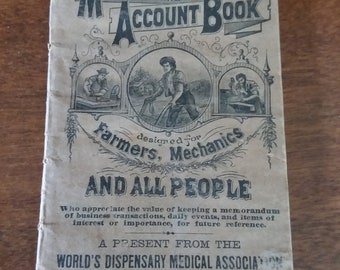 ACCOUNT BOOK
designed for
Farmers, Mechanics
AND ALL PEOPLE
Who appreciate the value of keeping a memorandum
of business transactions, daily events, and items of
interest or importance, for future reference.
A PRESENT FROM THE
WORLD'S DISPENSARY MEDICAL ASSOCIATION